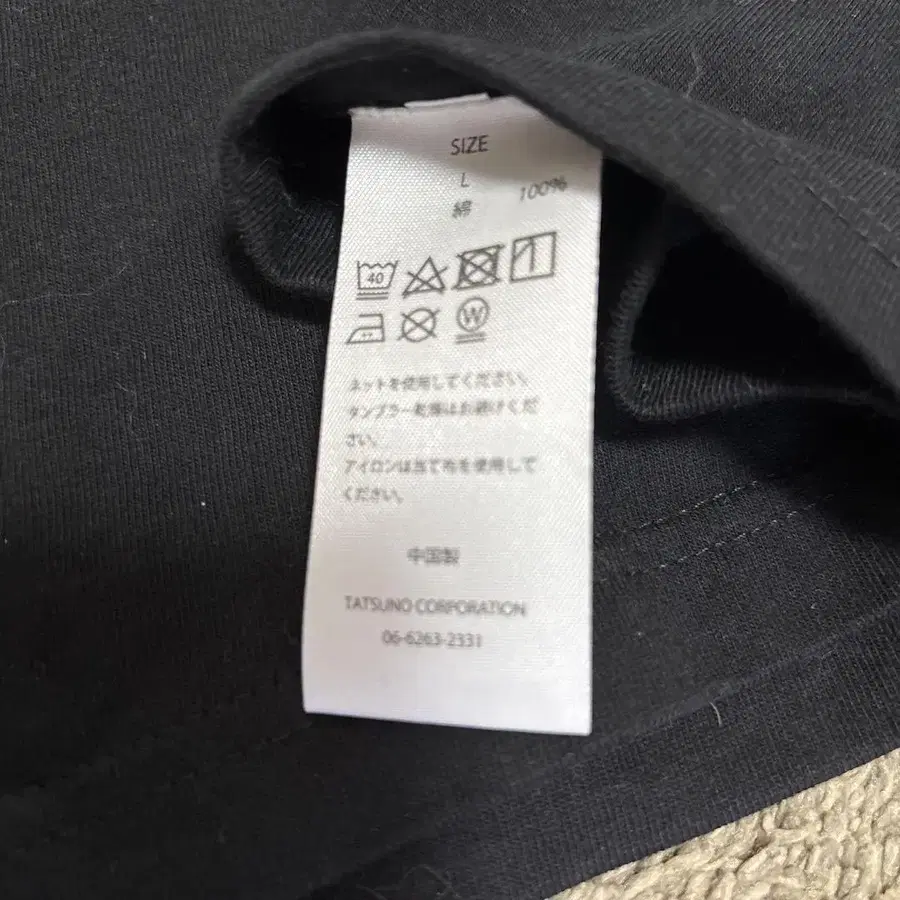 SIZE
L
綿 100%
40
W
ネットを使用してください。
タンブラー乾燥はお避けくだ
さい。
アイロンは当て布を使用して
ください。
中国製
TATSUNO CORPORATION
06-6263-2331